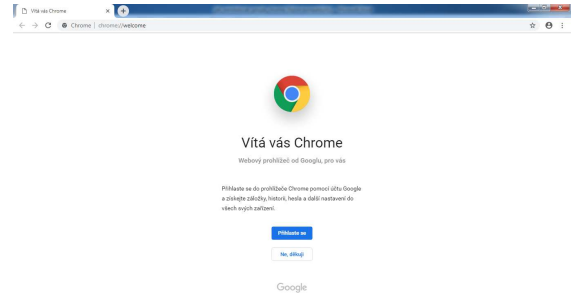 Vítá vás Chrome
Chrome | chrome://welcome
Vítá vás Chrome
Webový prohlížeč od Googlu, pro vás
Přihlaste se do prohlížeče Chrome pomocí účtu Google
a získejte záložky, historii, hesla a další nastavení do
všech svých zařízení.
Přihlaste se
Ne, děkuji
Google